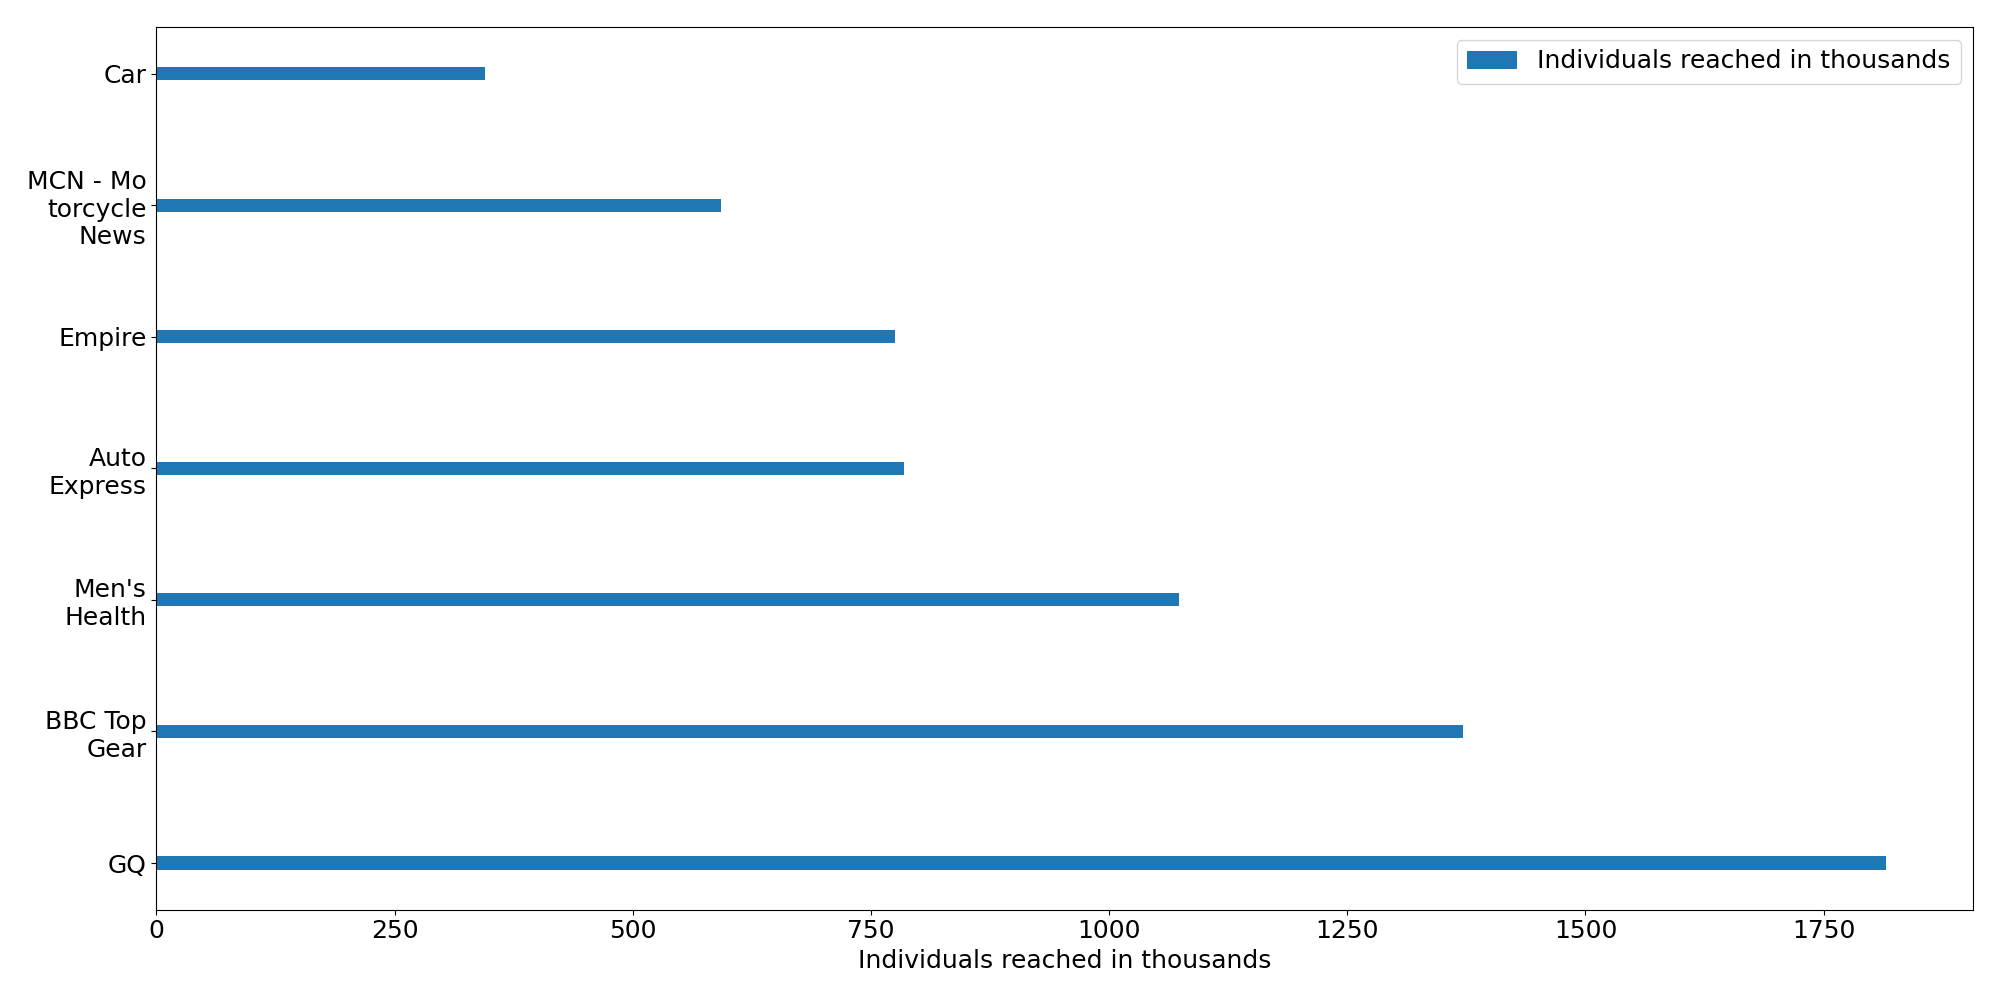 Individuals reached in thousands
Car
MCN - Mo
torcycle
News
Empire
Auto
Express
Men's
Health
BBC Top
Gear
GQ
0 250 500 750 1000 1250 1500 1750
Individuals reached in thousands